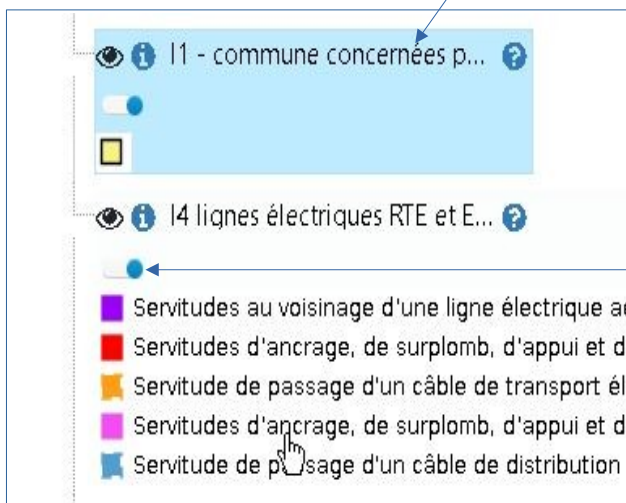 I1 - commune concernées p...
I4 lignes électriques RTE et E...
Servitudes au voisinage d'une ligne électrique a
Servitudes d'ancrage, de surplomb, d'appui et d
Servitude de passage d'un câble de transport él
Servitudes d'ancrage, de surplomb, d'appui et d
Servitude de passage d'un câble de distribution